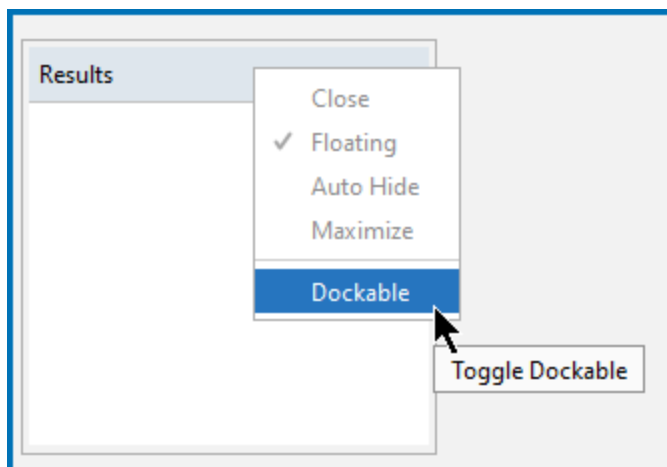 Results
Close
Floating
Auto Hide
Maximize
Dockable
Toggle Dockable